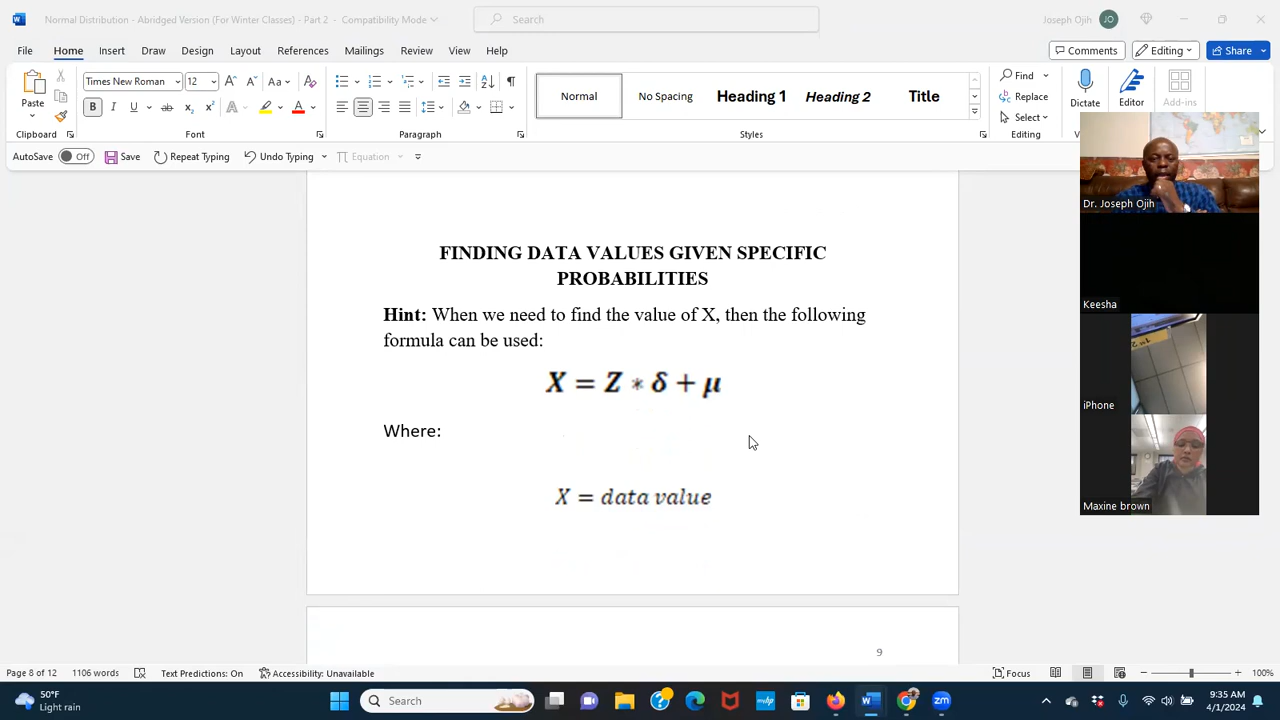 Normal Distribution - Abridged Version (For Winter Classes) - Part 2 - Compatibility Mode
Search
Joseph Ojih
JO
File Home Insert Draw Design Layout References Mailings Review View Help
Comments Editing Share
Times New Roman 12
Paste
Normal No Spacing Heading 1 Heading 2 Title
Find
Replace
Select
Dictate Editor Add-ins
Clipboard Font Paragraph Styles Editing
AutoSave Off Save Repeat Typing Undo Typing Equation
FINDING DATA VALUES GIVEN SPECIFIC
PROBABILITIES
Hint: When we need to find the value of X, then the following
formula can be used:
X = Z * δ + μ
Where:
X = data value
9
Dr. Joseph Ojih
Keesha
iPhone
Maxine brown
Page 8 of 12 1106 words Text Predictions: On Accessibility: Unavailable Focus 100%
50°F
Light rain
Search
9:35 AM
4/1/2024